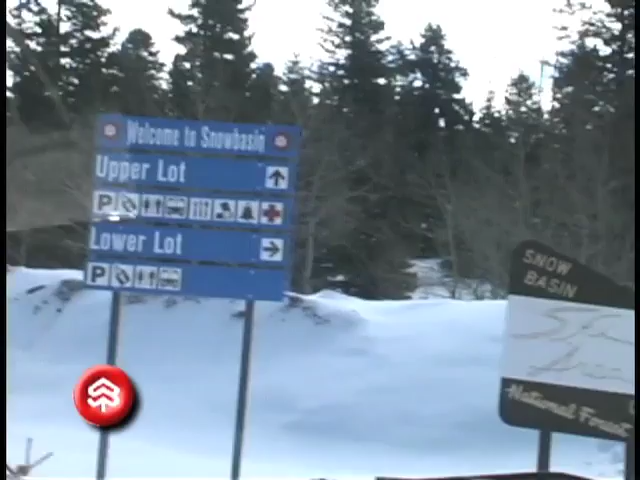 Welcome to Snowbasin
Upper Lot
P
Lower Lot
P
SNOW
BASIN
National Forest